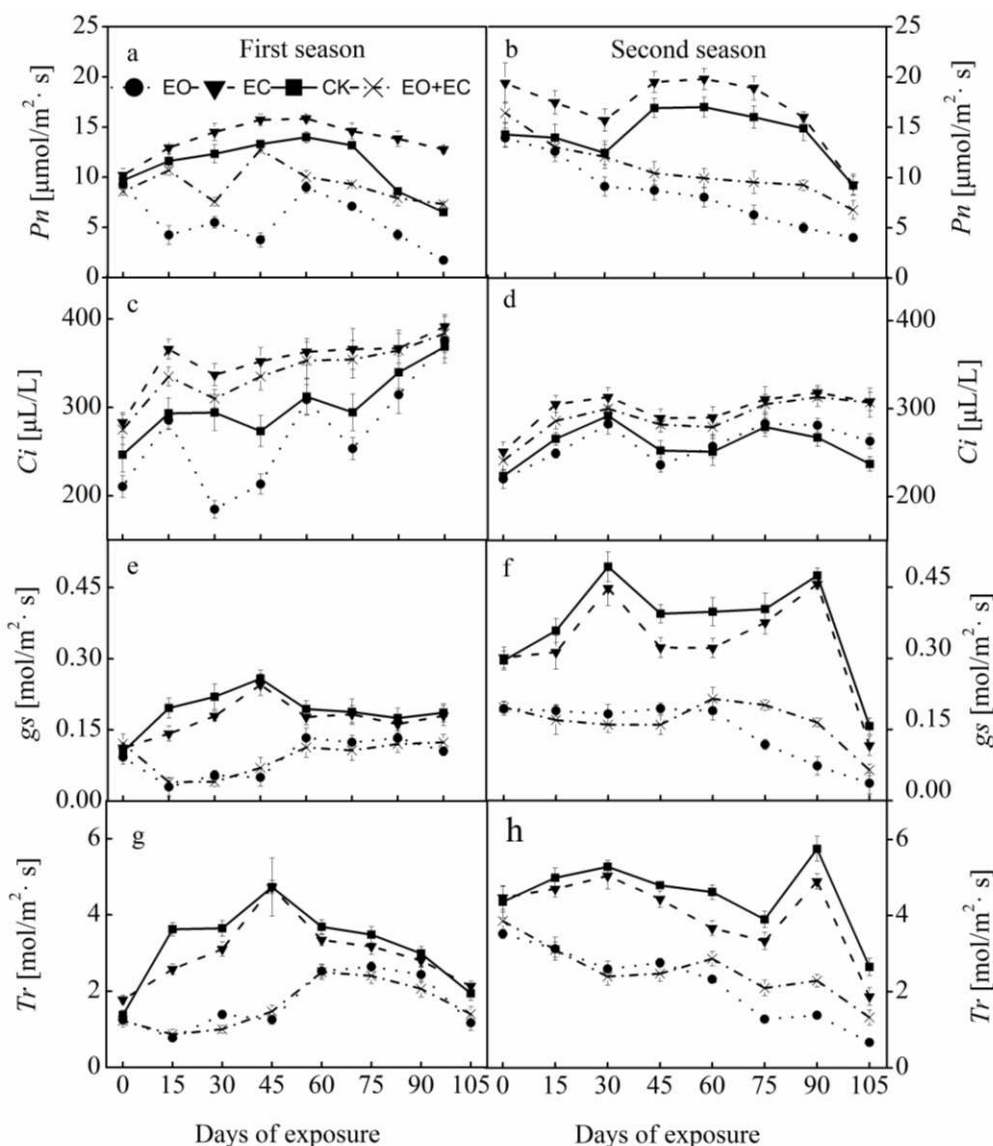 First season
Second season
a
b
EO EC CK EO+EC
Pn [μmol/m²· s]
25
20
15
10
5
0
25
20
15
10
5
0
Pn [μmol/m²· s]
c
d
Ci [μL/L]
400
300
200
400
300
200
Ci [μL/L]
e
f
gs [mol/m²· s]
0.45
0.30
0.15
0.00
0.45
0.30
0.15
0.00
gs [mol/m²· s]
g
h
Tr [mol/m²· s]
6
4
2
0
6
4
2
0
Tr [mol/m²· s]
0 15 30 45 60 75 90 105
0 15 30 45 60 75 90 105
Days of exposure
Days of exposure